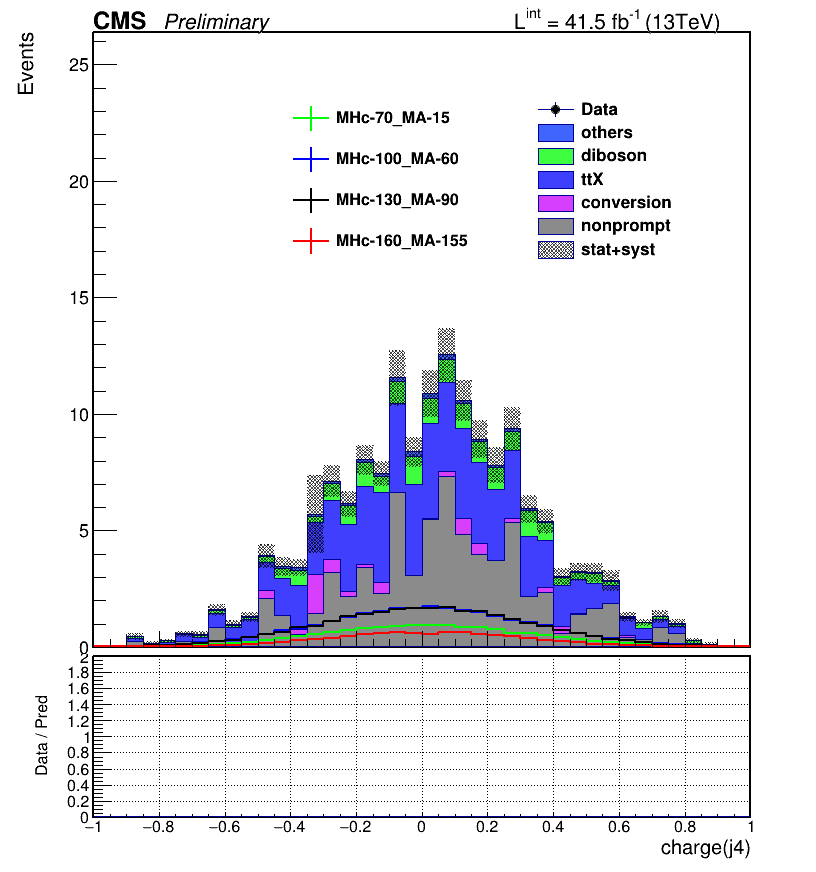 CMS Preliminary L^int = 41.5 fb^-1 (13TeV)
Events
25
20
15
10
5
0
MHc-70_MA-15
MHc-100_MA-60
MHc-130_MA-90
MHc-160_MA-155
Data
others
diboson
ttX
conversion
nonprompt
stat+syst
Data / Pred
2
1.8
1.6
1.4
1.2
1
0.8
0.6
0.4
0.2
0
−1 −0.8 −0.6 −0.4 −0.2 0 0.2 0.4 0.6 0.8 1
charge(j4)